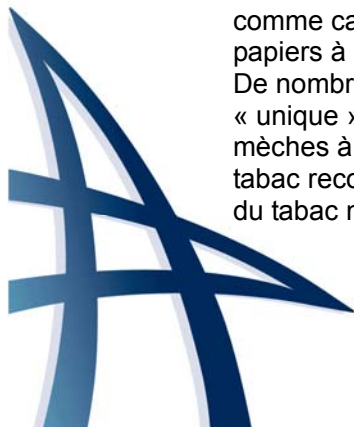 comme ca
papiers à
De nombr
« unique »
mèches à
tabac reco
du tabac r